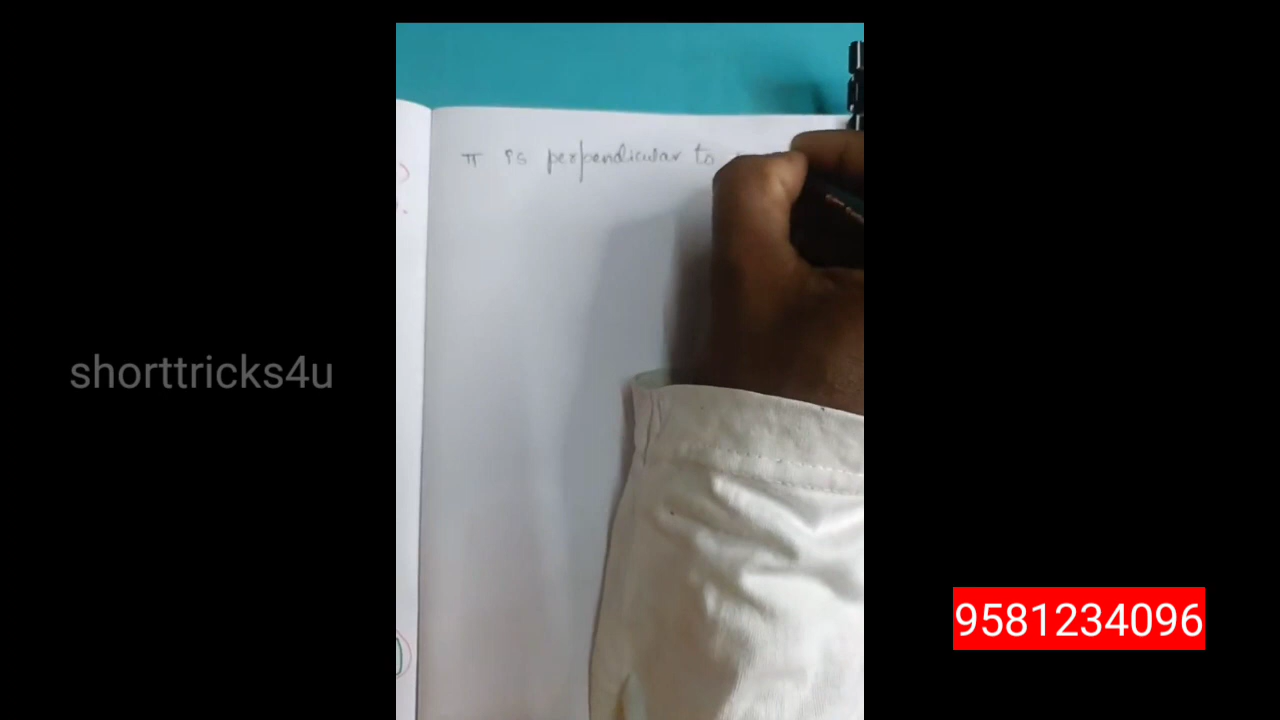 π is perpendicular to
shorttricks4u
9581234096